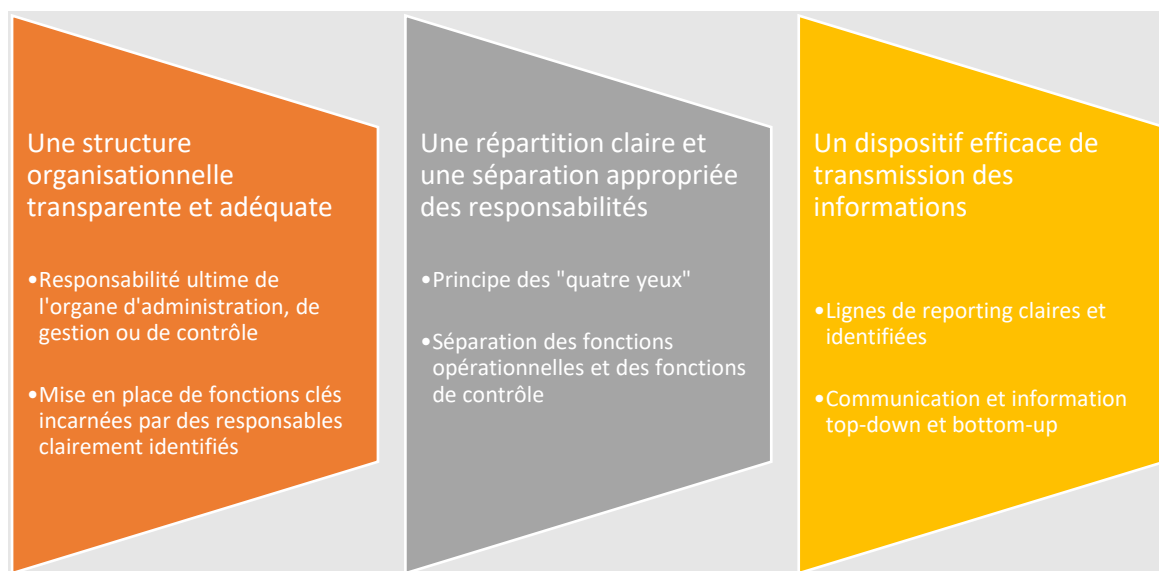 Une structure
organisationnelle
transparente et adéquate
•Responsabilité ultime de
l'organe d'administration, de
gestion ou de contrôle
•Mise en place de fonctions clés
incarnées par des responsables
clairement identifiés
Une répartition claire et
une séparation appropriée
des responsabilités
•Principe des "quatre yeux"
•Séparation des fonctions
opérationnelles et des fonctions
de contrôle
Un dispositif efficace de
transmission des
informations
•Lignes de reporting claires et
identifiées
•Communication et information
top-down et bottom-up